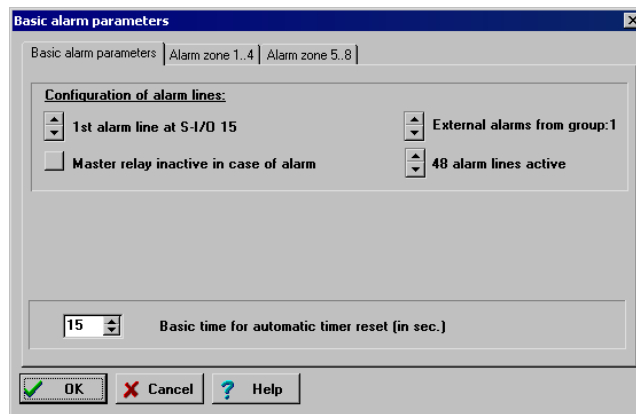 Basic alarm parameters
Basic alarm parameters Alarm zone 1..4 Alarm zone 5..8
Configuration of alarm lines:
1st alarm line at S-I/O 15 External alarms from group:1
Master relay inactive in case of alarm 48 alarm lines active
15 Basic time for automatic timer reset (in sec.)
OK Cancel ? Help